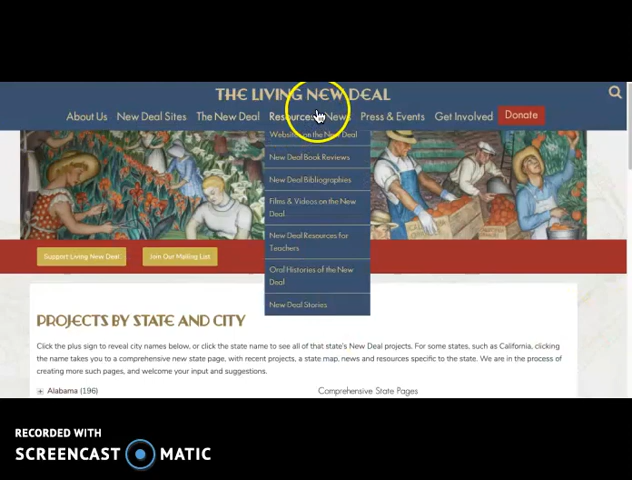 THE LIVING NEW DEAL
About Us New Deal Sites The New Deal Resources News Press & Events Get Involved Donate
Websites on the New Deal
New Deal Book Reviews
New Deal Bibliographies
Films & Videos on the New
Deal
New Deal Resources for
Teachers
Oral Histories of the New
Deal
New Deal Stories
Support Living New Deal Join Our Mailing List
PROJECTS BY STATE AND CITY
Click the plus sign to reveal city names below, or click the state name to see all of that state's New Deal projects. For some states, such as California, clicking
the name takes you to a comprehensive new state page, with recent projects, a state map, news and resources specific to the state. We are in the process of
creating more such pages, and welcome your input and suggestions.
Alabama (196) Comprehensive State Pages
RECORDED WITH
SCREENCAST MATIC